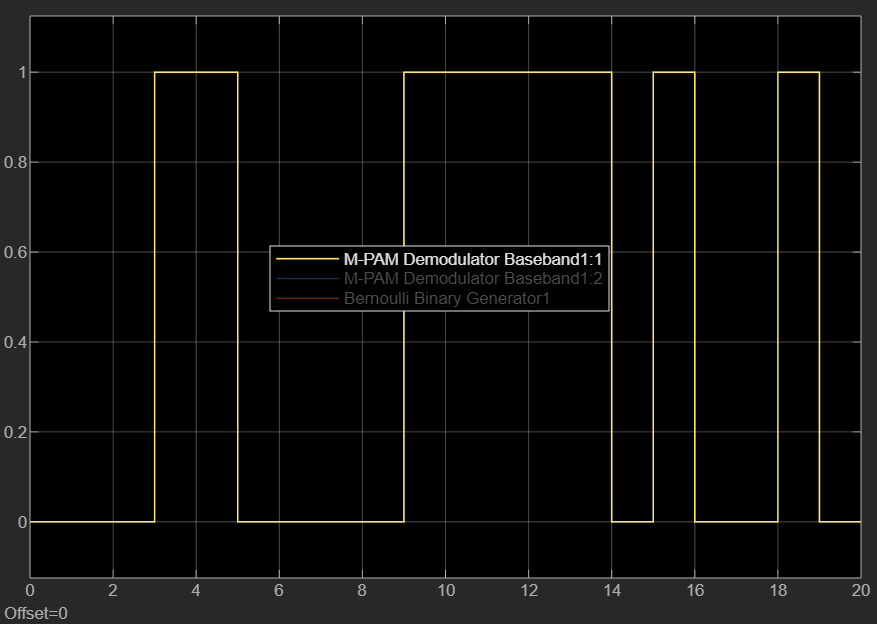 1
0.8
0.6
M-PAM Demodulator Baseband1:1
M-PAM Demodulator Baseband1:2
Bernoulli Binary Generator1
0.4
0.2
0
0 2 4 6 8 10 12 14 16 18 20
Offset=0